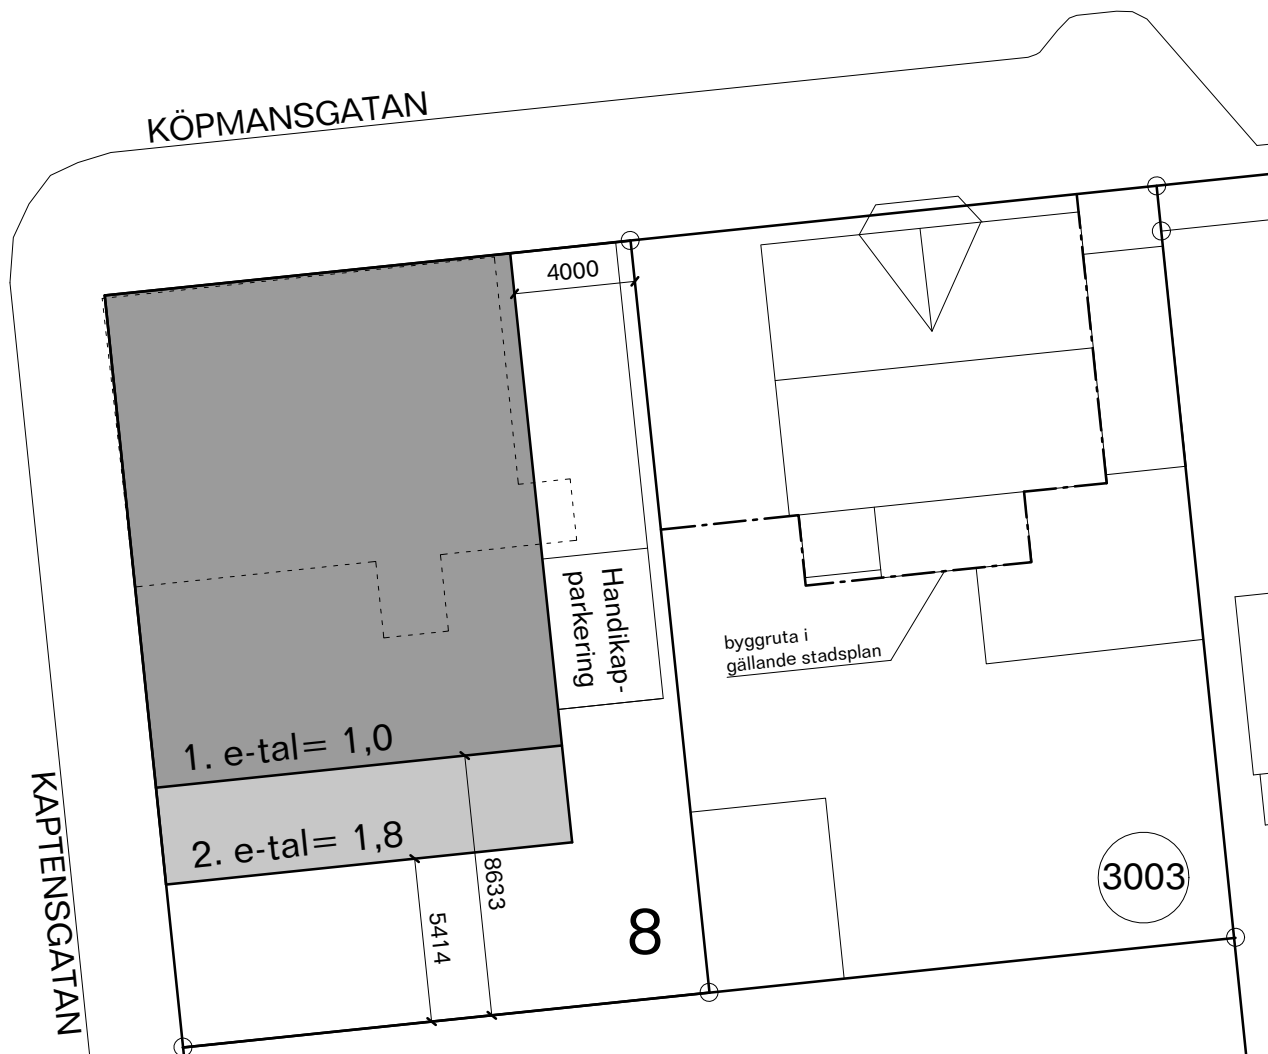 KÖPMANSGATAN
4000
Handikap-
parkering
byggruta i
gällande stadsplan
1. e-tal= 1,0
2. e-tal= 1,8
8633
5414
8
3003
KAPTENSGATAN